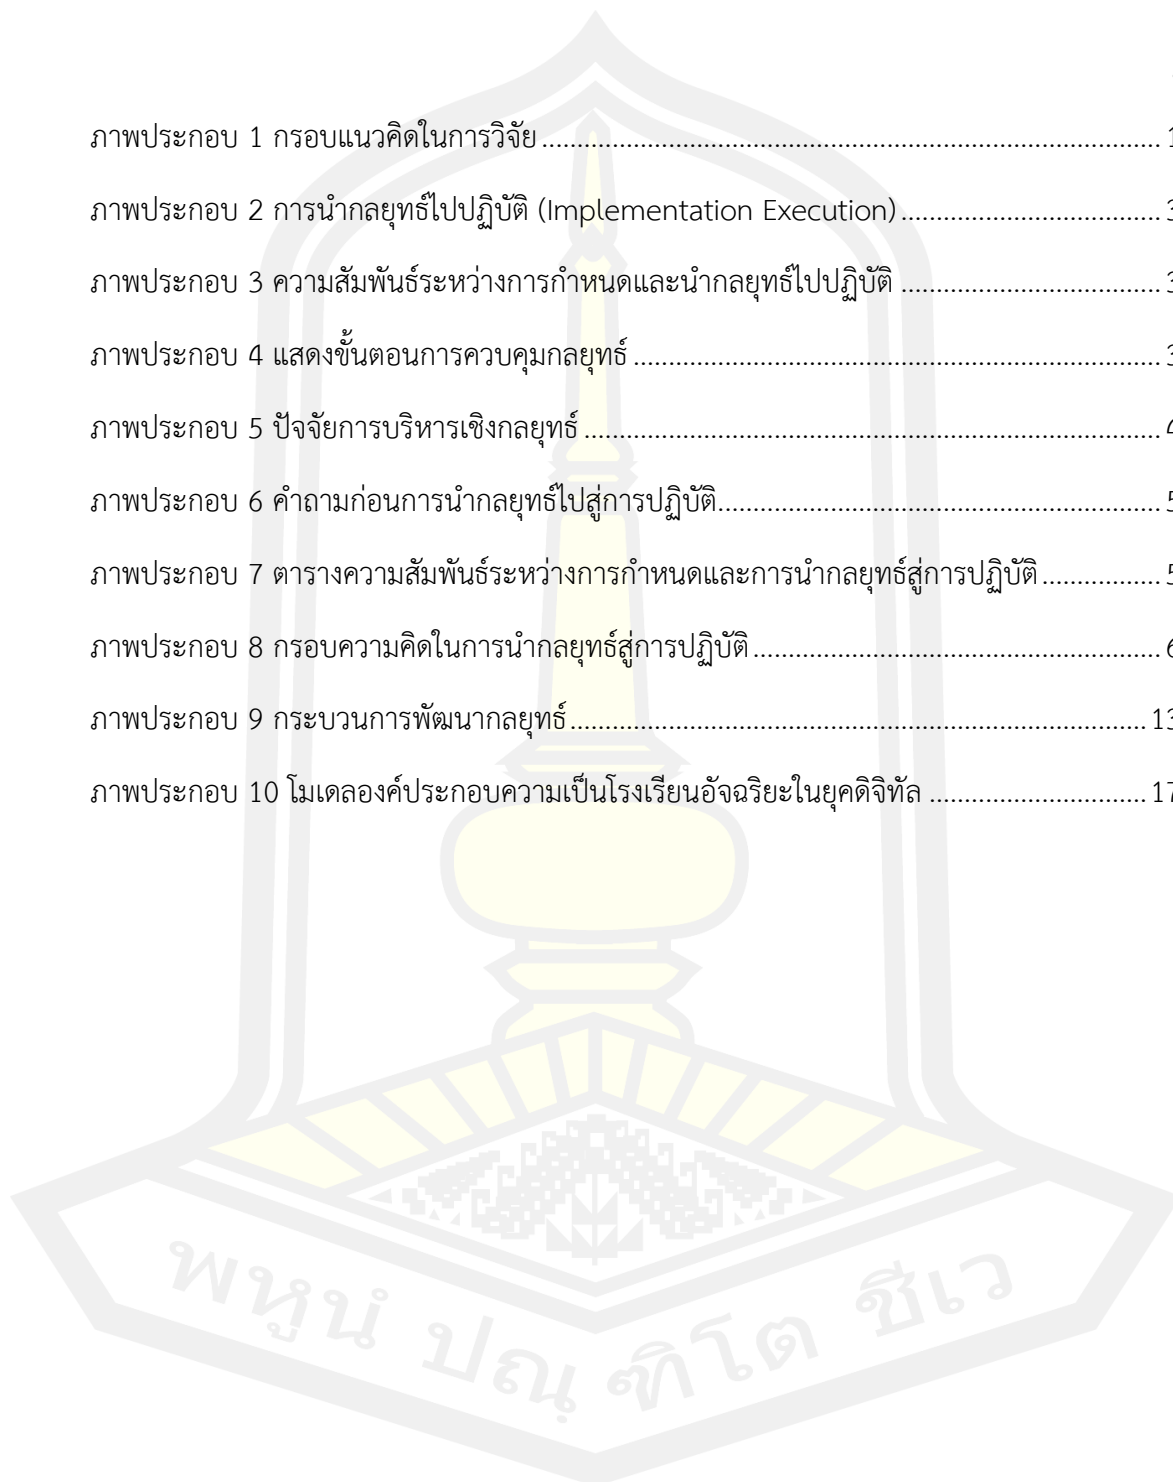 ภาพประกอบ 1 กรอบแนวคิดในการวิจัย ........................................................................................ 1
ภาพประกอบ 2 การนำกลยุทธ์ไปปฏิบัติ (Implementation Execution) ..................................... 3
ภาพประกอบ 3 ความสัมพันธ์ระหว่างการกำหนดและนำกลยุทธ์ไปปฏิบัติ ..................................... 3
ภาพประกอบ 4 แสดงขั้นตอนการควบคุมกลยุทธ์ ........................................................................... 3
ภาพประกอบ 5 ปัจจัยการบริหารเชิงกลยุทธ์ .................................................................................. 4
ภาพประกอบ 6 คำถามก่อนการนำกลยุทธ์ไปสู่การปฏิบัติ............................................................... 5
ภาพประกอบ 7 ตารางความสัมพันธ์ระหว่างการกำหนดและการนำกลยุทธ์สู่การปฏิบัติ ................. 5
ภาพประกอบ 8 กรอบความคิดในการนำกลยุทธ์สู่การปฏิบัติ .......................................................... 6
ภาพประกอบ 9 กระบวนการพัฒนากลยุทธ์.................................................................................. 13
ภาพประกอบ 10 โมเดลองค์ประกอบความเป็นโรงเรียนอัจฉริยะในยุคดิจิทัล ............................... 17
พหูนํ ปณฺฑิโต ชีเว